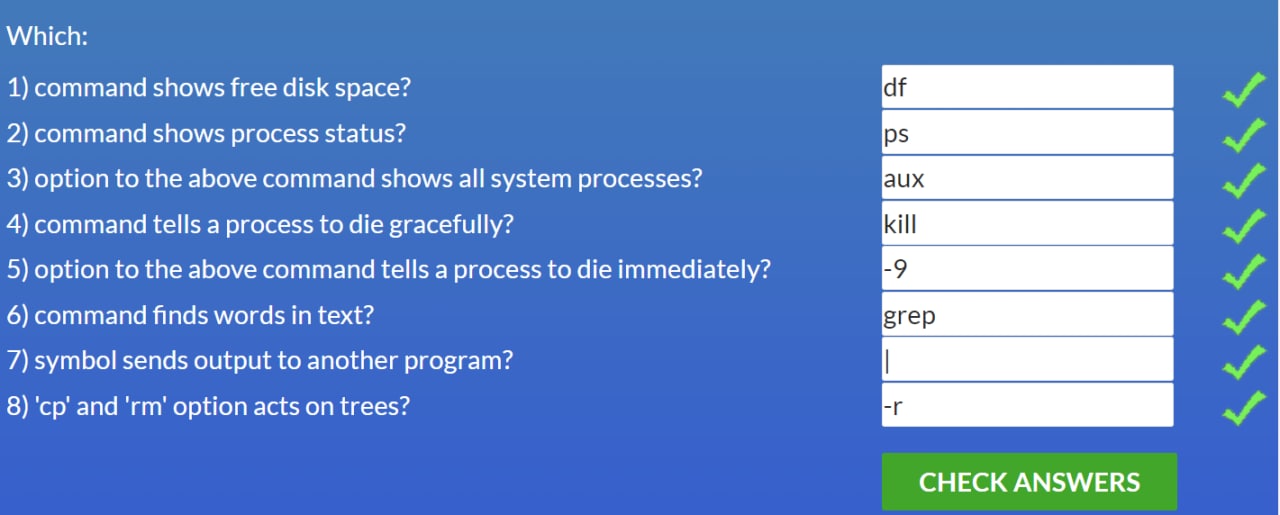 Which:
1) command shows free disk space? df
2) command shows process status? ps
3) option to the above command shows all system processes? aux
4) command tells a process to die gracefully? kill
5) option to the above command tells a process to die immediately? -9
6) command finds words in text? grep
7) symbol sends output to another program? |
8) 'cp' and 'rm' option acts on trees? -r
CHECK ANSWERS